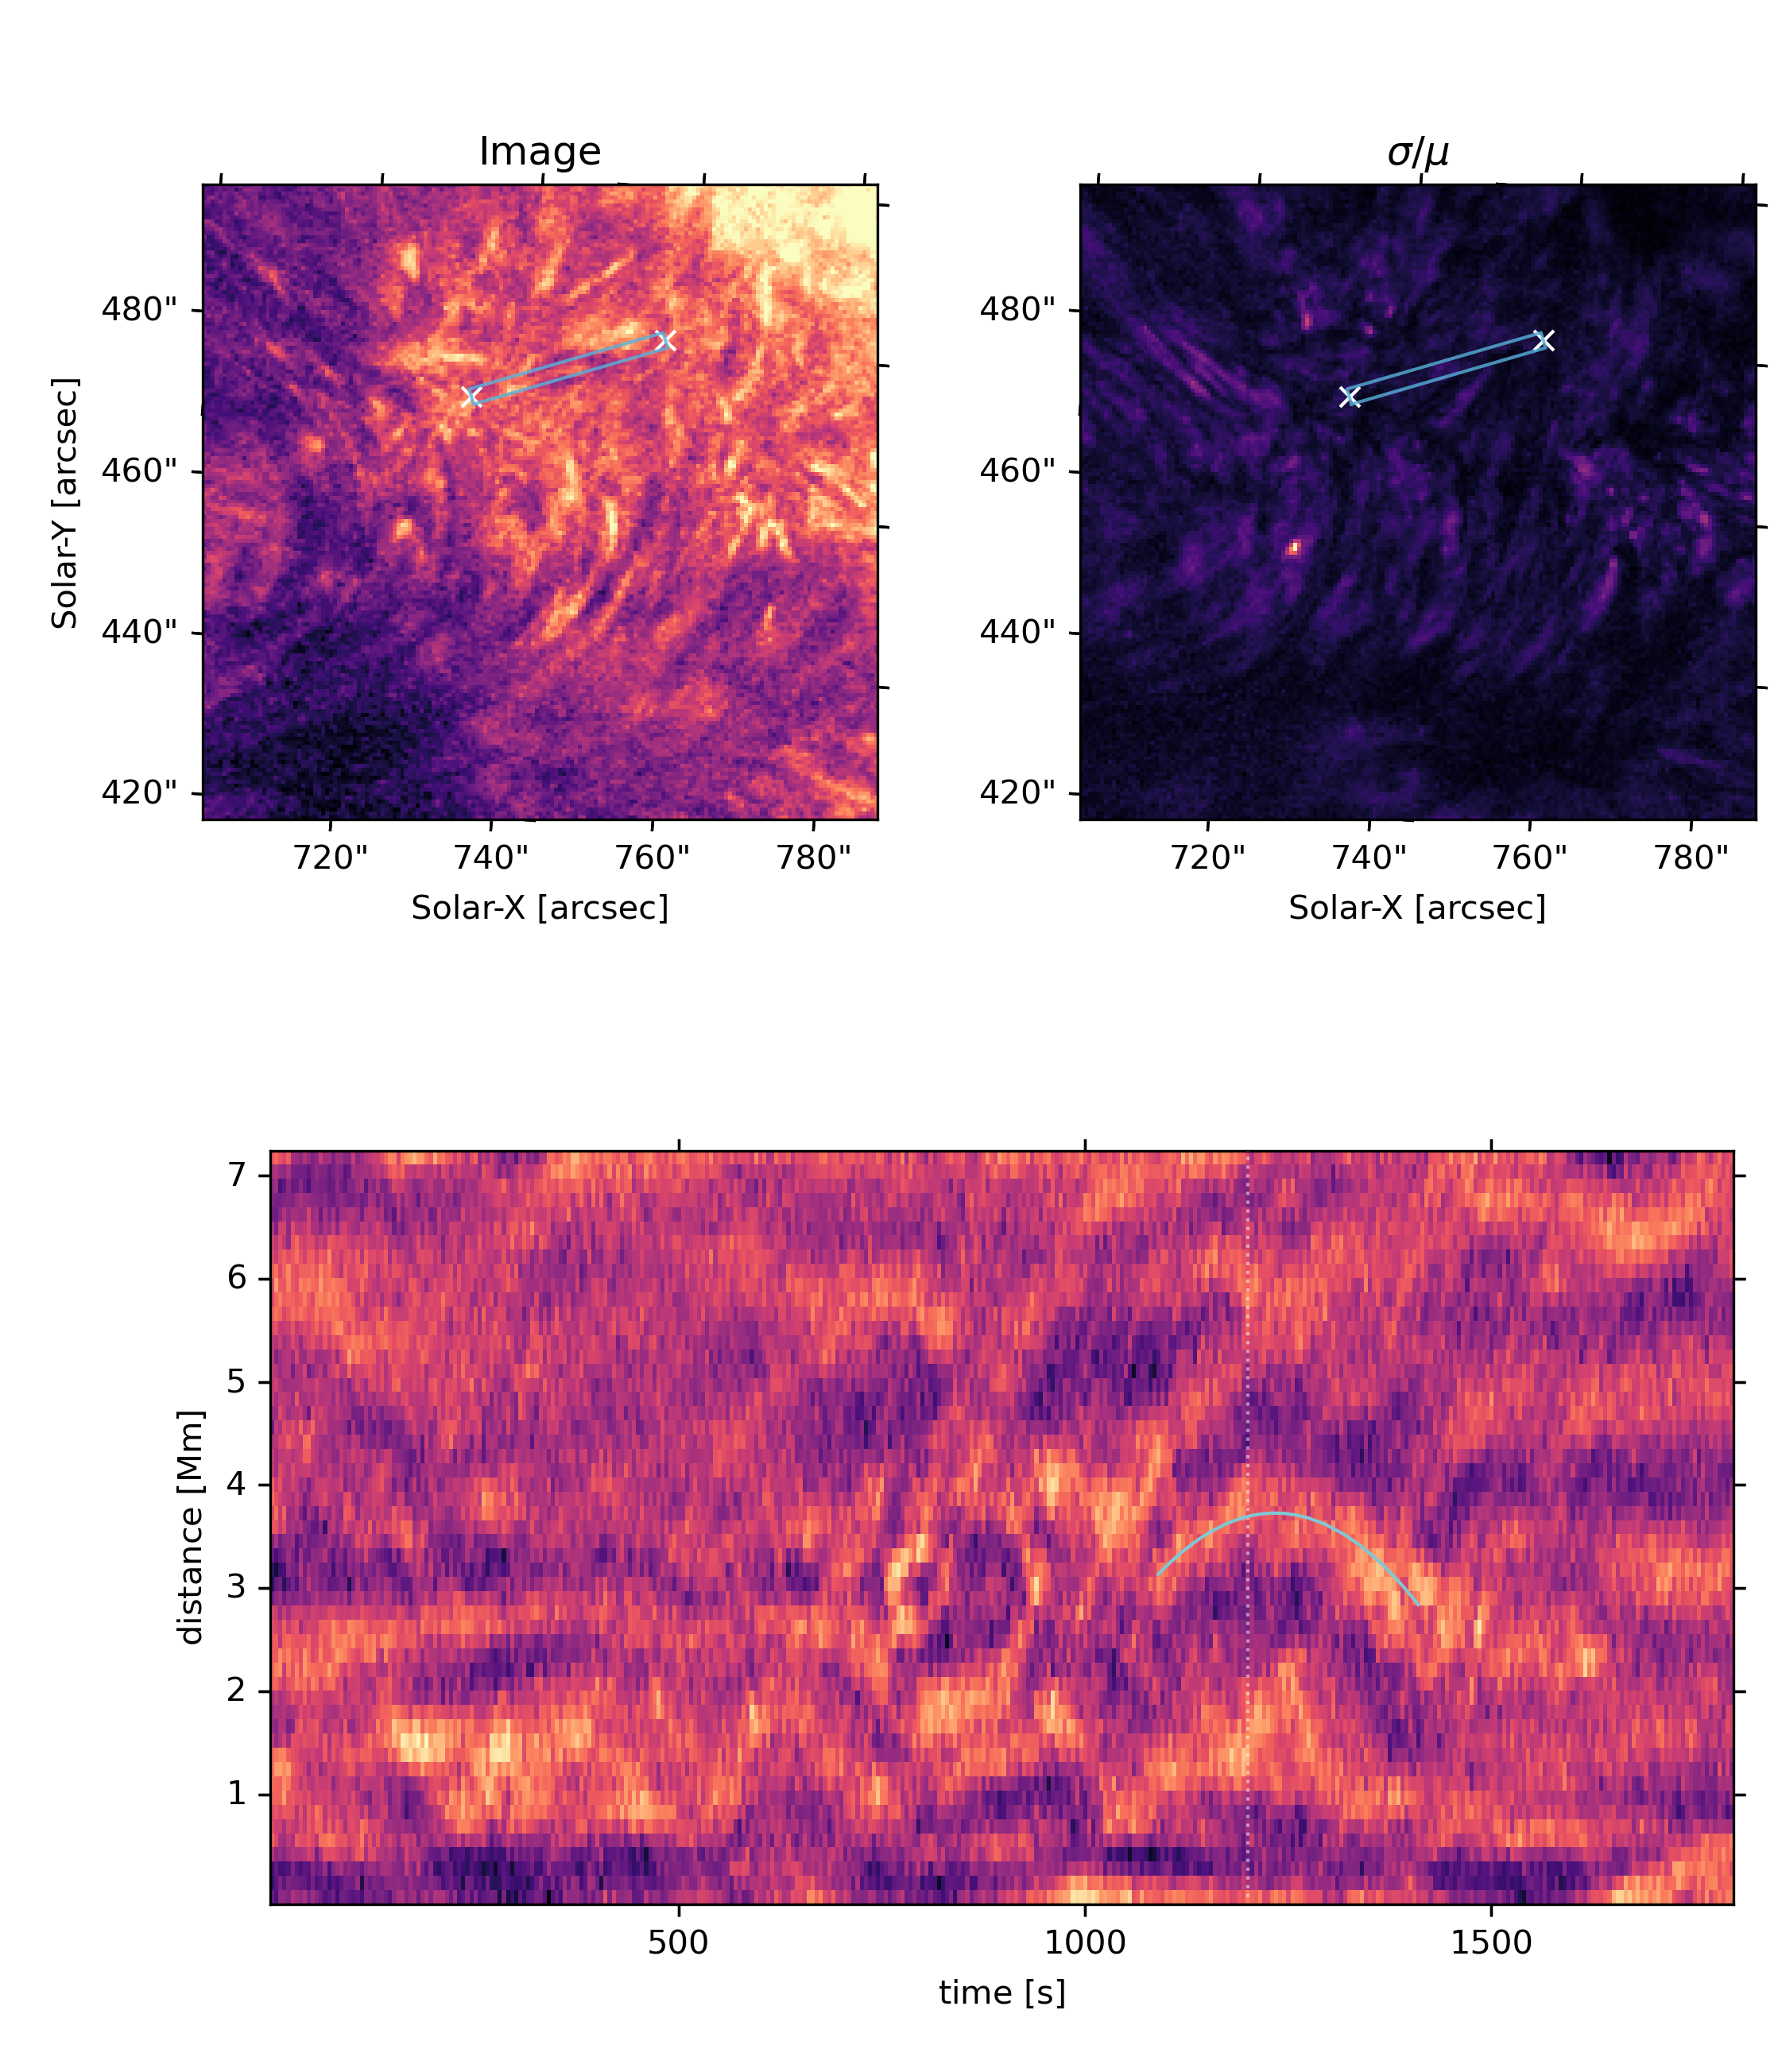 Image
σ/μ
480"
460"
440"
420"
Solar-Y [arcsec]
720" 740" 760" 780"
Solar-X [arcsec]
480"
460"
440"
420"
720" 740" 760" 780"
Solar-X [arcsec]
7
6
5
4
3
2
1
distance [Mm]
500 1000 1500
time [s]